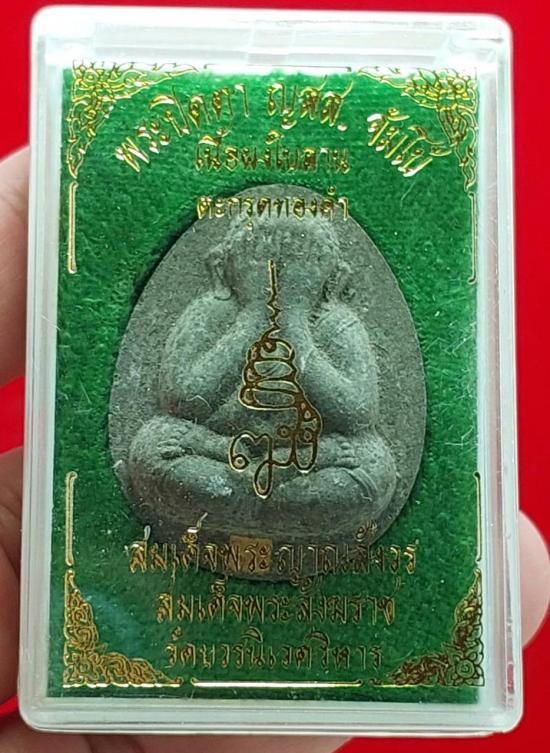 พระปิดตา ญสส. จัมโบ้
เนื้อผงใบลาน
ตะกรุดทองคำ
สมเด็จพระญาณสังวร
สมเด็จพระสังฆราช
วัดบวรนิเวศวิหาร